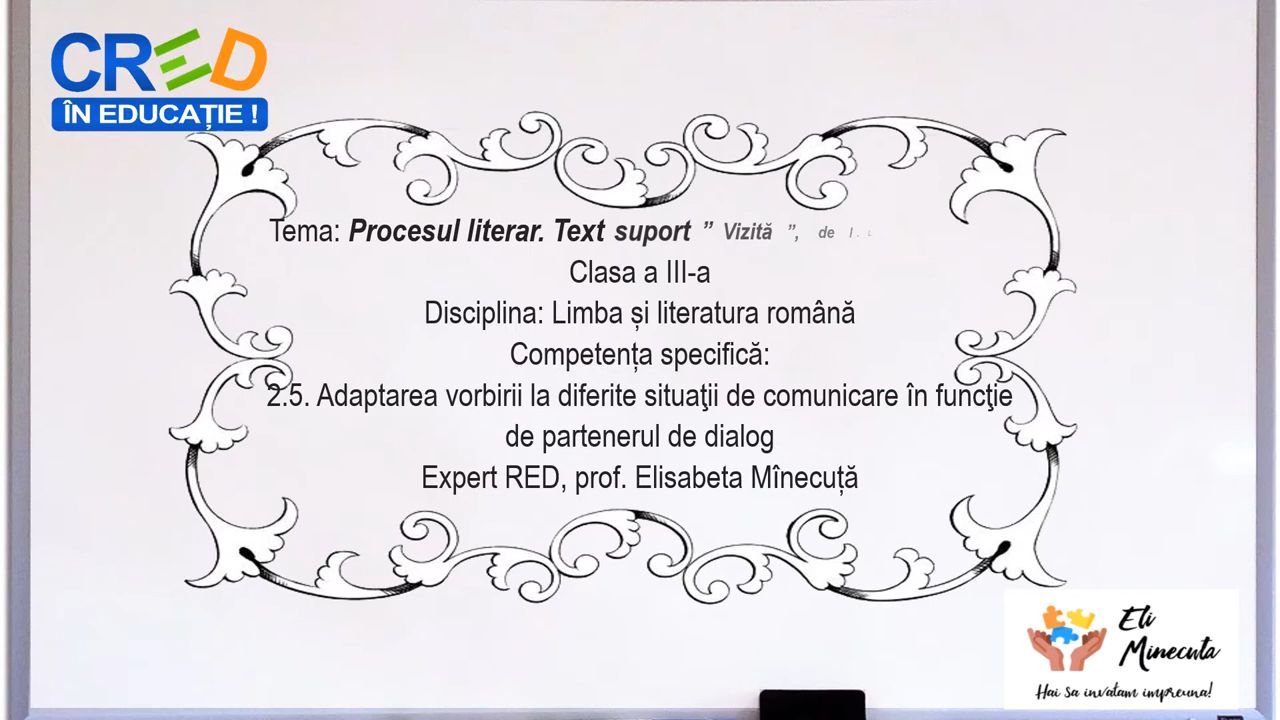 CRED
ÎN EDUCAȚIE !
Tema: Procesul literar. Text suport ” Vizită ”, de I.
Clasa a III-a
Disciplina: Limba și literatura română
Competența specifică:
2.5. Adaptarea vorbirii la diferite situaţii de comunicare în funcţie
de partenerul de dialog
Expert RED, prof. Elisabeta Mînecuță
Eli
Minecuta
Hai sa invatam impreuna!